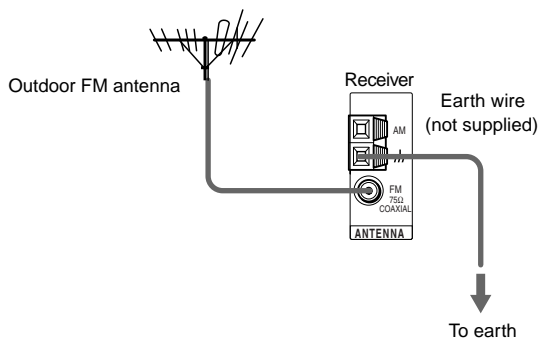 Outdoor FM antenna
Receiver
Earth wire
(not supplied)
AM
FM
75Ω
COAXIAL
ANTENNA
To earth